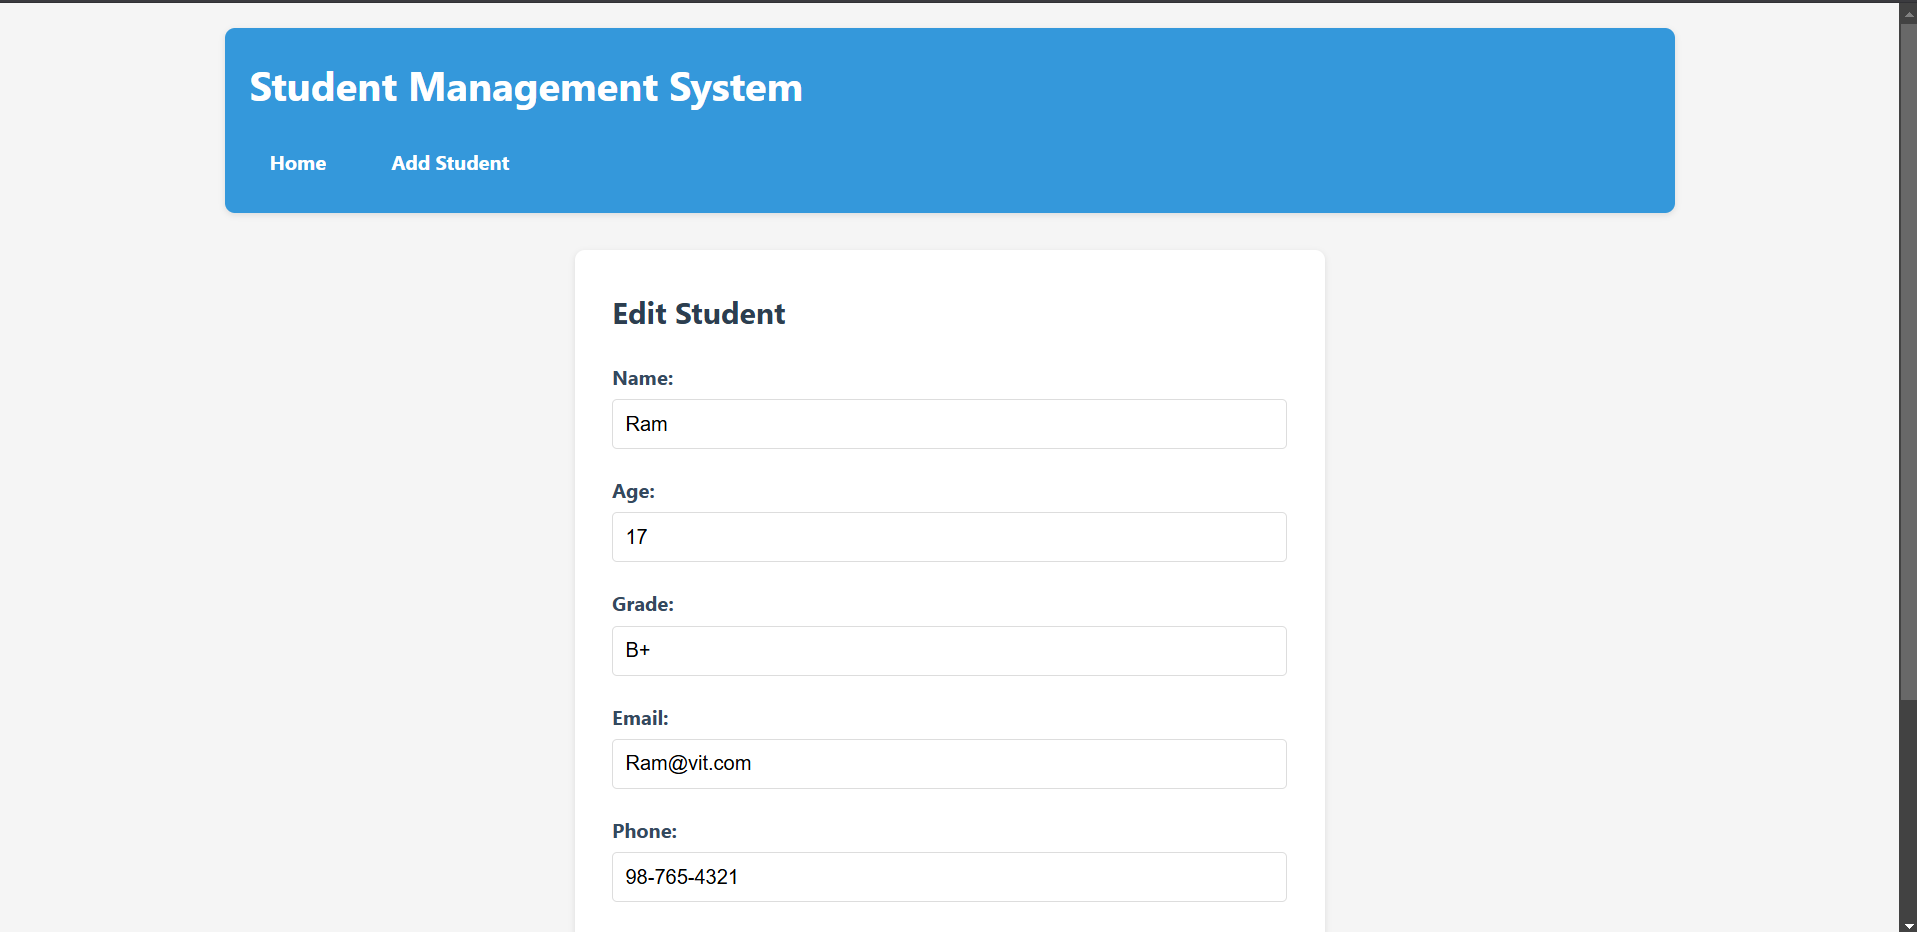 Student Management System
Home Add Student
Edit Student
Name:
Ram
Age:
17
Grade:
B+
Email:
Ram@vit.com
Phone:
98-765-4321